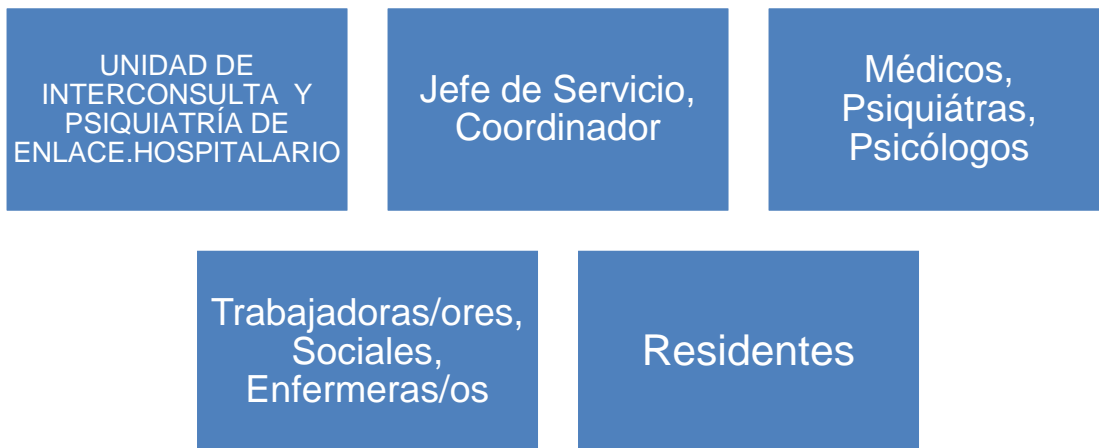 UNIDAD DE
INTERCONSULTA Y
PSIQUIATRÍA DE
ENLACE.HOSPITALARIO
Jefe de Servicio,
Coordinador
Médicos,
Psiquiátras,
Psicólogos
Trabajadoras/ores,
Sociales,
Enfermeras/os
Residentes